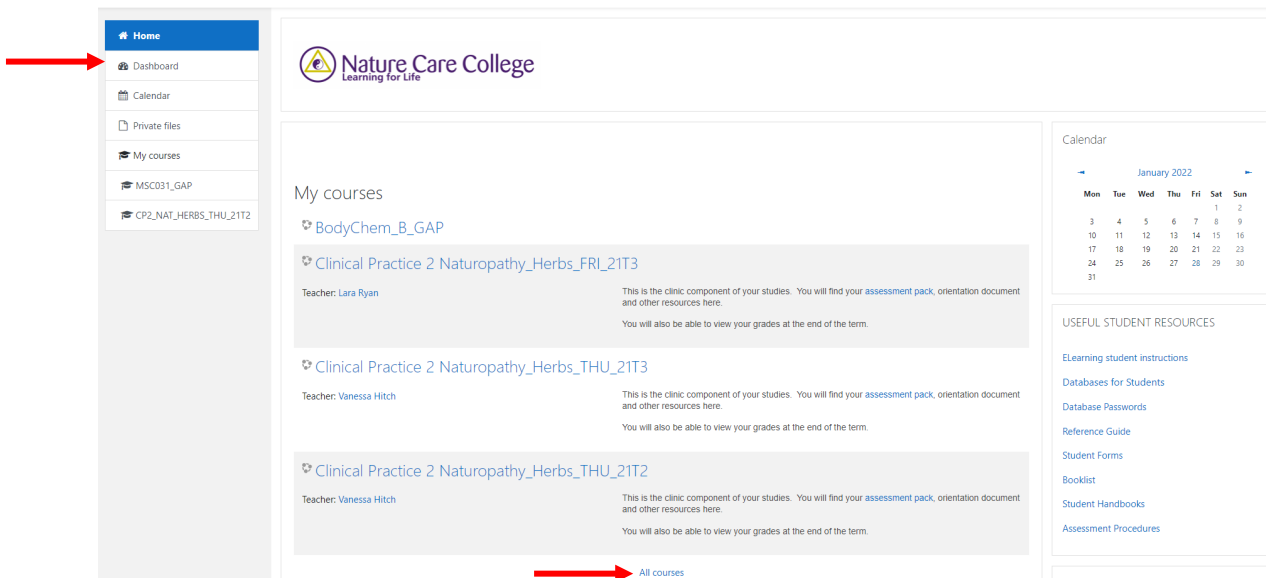 Home
Dashboard
Calendar
Private files
My courses
MSC031_GAP
CP2_NAT_HERBS_THU_21T2
Nature Care College
Learning for Life
My courses
BodyChem_B_GAP
Clinical Practice 2 Naturopathy_Herbs_FRI_21T3
Teacher: Lara Ryan
This is the clinic component of your studies. You will find your assessment pack, orientation document
and other resources here.
You will also be able to view your grades at the end of the term.
Clinical Practice 2 Naturopathy_Herbs_THU_21T3
Teacher: Vanessa Hitch
This is the clinic component of your studies. You will find your assessment pack, orientation document
and other resources here.
You will also be able to view your grades at the end of the term.
Clinical Practice 2 Naturopathy_Herbs_THU_21T2
Teacher: Vanessa Hitch
This is the clinic component of your studies. You will find your assessment pack, orientation document
and other resources here.
You will also be able to view your grades at the end of the term.
All courses
Calendar
◄ January 2022 ►
Mon Tue Wed Thu Fri Sat Sun
1 2
3 4 5 6 7 8 9
10 11 12 13 14 15 16
17 18 19 20 21 22 23
24 25 26 27 28 29 30
31
USEFUL STUDENT RESOURCES
ELearning student instructions
Databases for Students
Database Passwords
Reference Guide
Student Forms
Booklist
Student Handbooks
Assessment Procedures